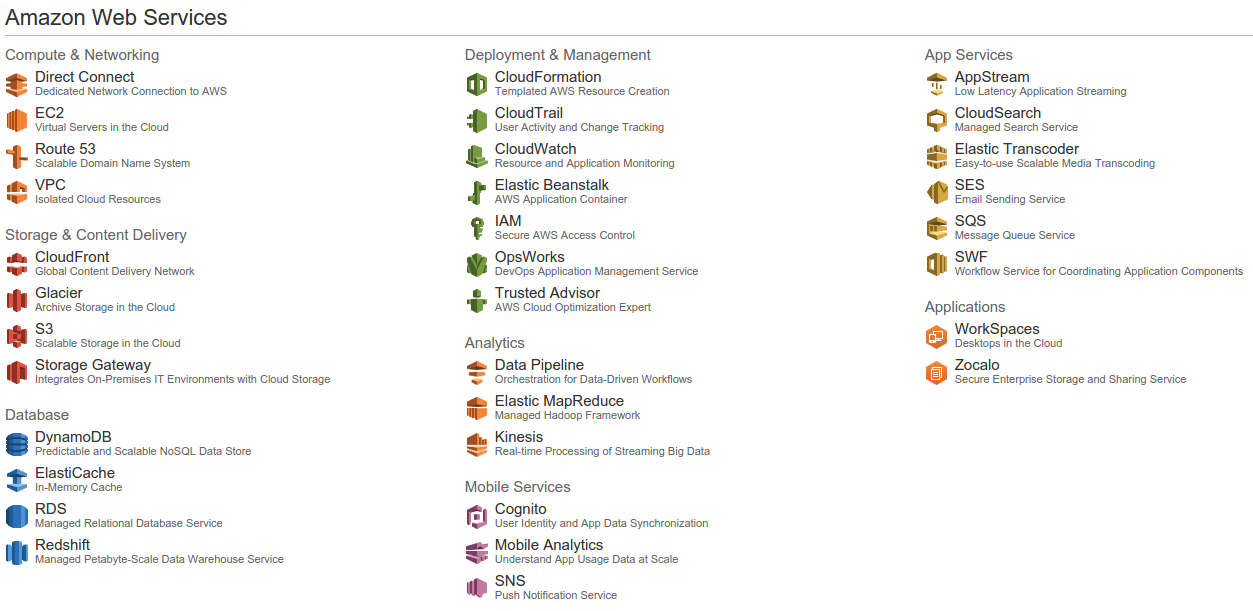 Amazon Web Services
Compute & Networking
Direct Connect
Dedicated Network Connection to AWS
EC2
Virtual Servers in the Cloud
Route 53
Scalable Domain Name System
VPC
Isolated Cloud Resources
Storage & Content Delivery
CloudFront
Global Content Delivery Network
Glacier
Archive Storage in the Cloud
S3
Scalable Storage in the Cloud
Storage Gateway
Integrates On-Premises IT Environments with Cloud Storage
Database
DynamoDB
Predictable and Scalable NoSQL Data Store
ElastiCache
In-Memory Cache
RDS
Managed Relational Database Service
Redshift
Managed Petabyte-Scale Data Warehouse Service
Deployment & Management
CloudFormation
Templated AWS Resource Creation
CloudTrail
User Activity and Change Tracking
CloudWatch
Resource and Application Monitoring
Elastic Beanstalk
AWS Application Container
IAM
Secure AWS Access Control
OpsWorks
DevOps Application Management Service
Trusted Advisor
AWS Cloud Optimization Expert
Analytics
Data Pipeline
Orchestration for Data-Driven Workflows
Elastic MapReduce
Managed Hadoop Framework
Kinesis
Real-time Processing of Streaming Big Data
Mobile Services
Cognito
User Identity and App Data Synchronization
Mobile Analytics
Understand App Usage Data at Scale
SNS
Push Notification Service
App Services
AppStream
Low Latency Application Streaming
CloudSearch
Managed Search Service
Elastic Transcoder
Easy-to-use Scalable Media Transcoding
SES
Email Sending Service
SQS
Message Queue Service
SWF
Workflow Service for Coordinating Application Components
Applications
WorkSpaces
Desktops in the Cloud
Zocalo
Secure Enterprise Storage and Sharing Service